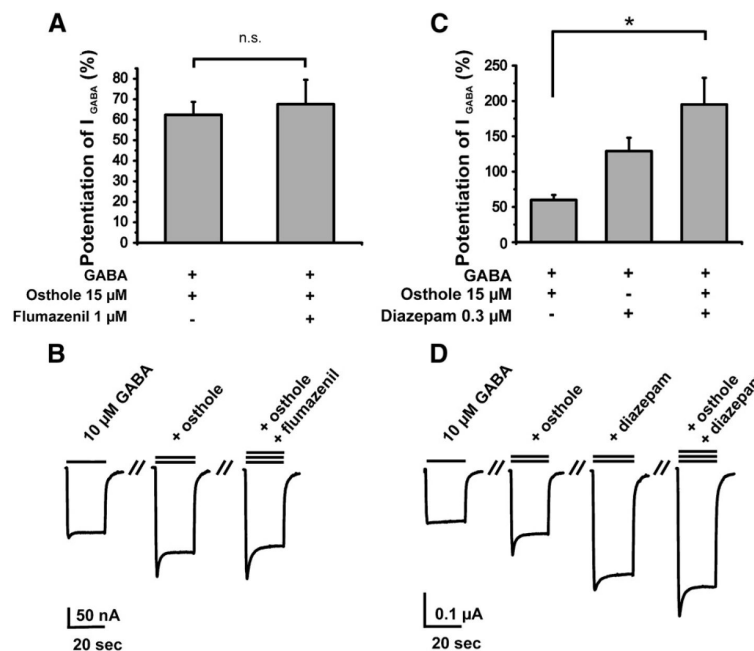 A
n.s.
Potentiation of I GABA (%)
80
70
60
50
40
30
20
10
0
GABA + +
Osthole 15 µM + +
Flumazenil 1 µM - +
C
*
Potentiation of I GABA (%)
250
200
150
100
50
0
GABA + + +
Osthole 15 µM + - +
Diazepam 0.3 µM - + +
B
10 µM GABA
+ osthole
+ osthole
+ flumazenil
50 nA
20 sec
D
10 µM GABA
+ osthole
+ diazepam
+ osthole
+ diazepam
0.1 µA
20 sec